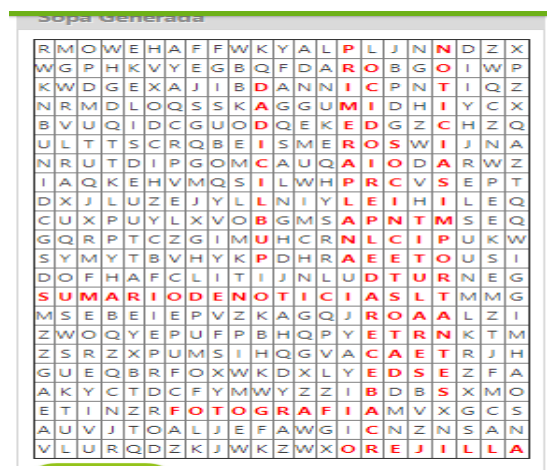 Sopa Generada
R M O W E H A F F W K Y A L P L J N N D Z X
W G P H K V Y E G B Q F D A R O B G O I W P
K W D G E X A J I B D A N N I C P N T I Q Z
N R M D L O Q S S K A G G U M I D H I Y C X
B V U Q I D C G U O D Q E K E D G Z C H Z Q
U L T T S C R Q B E I S M E R O S W I J N A
N R U T D I P G O M C A U Q A I O D A R W Z
I A Q K E H V M Q S I L W H P R C V S E P T
D X J L U Z E J Y L L N I Y L E I H I L E Q
C U X P U Y L X V O B G M S A P N T M S E Q
G Q R P T C Z G I M U H C R N L C I P U K W
S Y M Y T B V H Y K P D H R A E E T O U S I
D O F H A F C L I T I J N L U D T U R N E G
S U M A R I O D E N O T I C I A S L T M M G
M S E B E I E P V Z K A G Q J R O A A L Z I
Z W O Q Y E P U F P B H Q P Y E T R N K T M
Z S R Z X P U M S I H Q G V A C A E T R J H
G U E Q B R F O X W K D X L Y E D S E Z F A
A K Y C T D C F Y M W Y Z Z I B D B S X M O
E T I N Z R F O T O G R A F I A M V X G C S
A U V J T O A L J E F A W G I C N Z N S A N
V L U R Q D Z K J W K Z W X O R E J I L L A